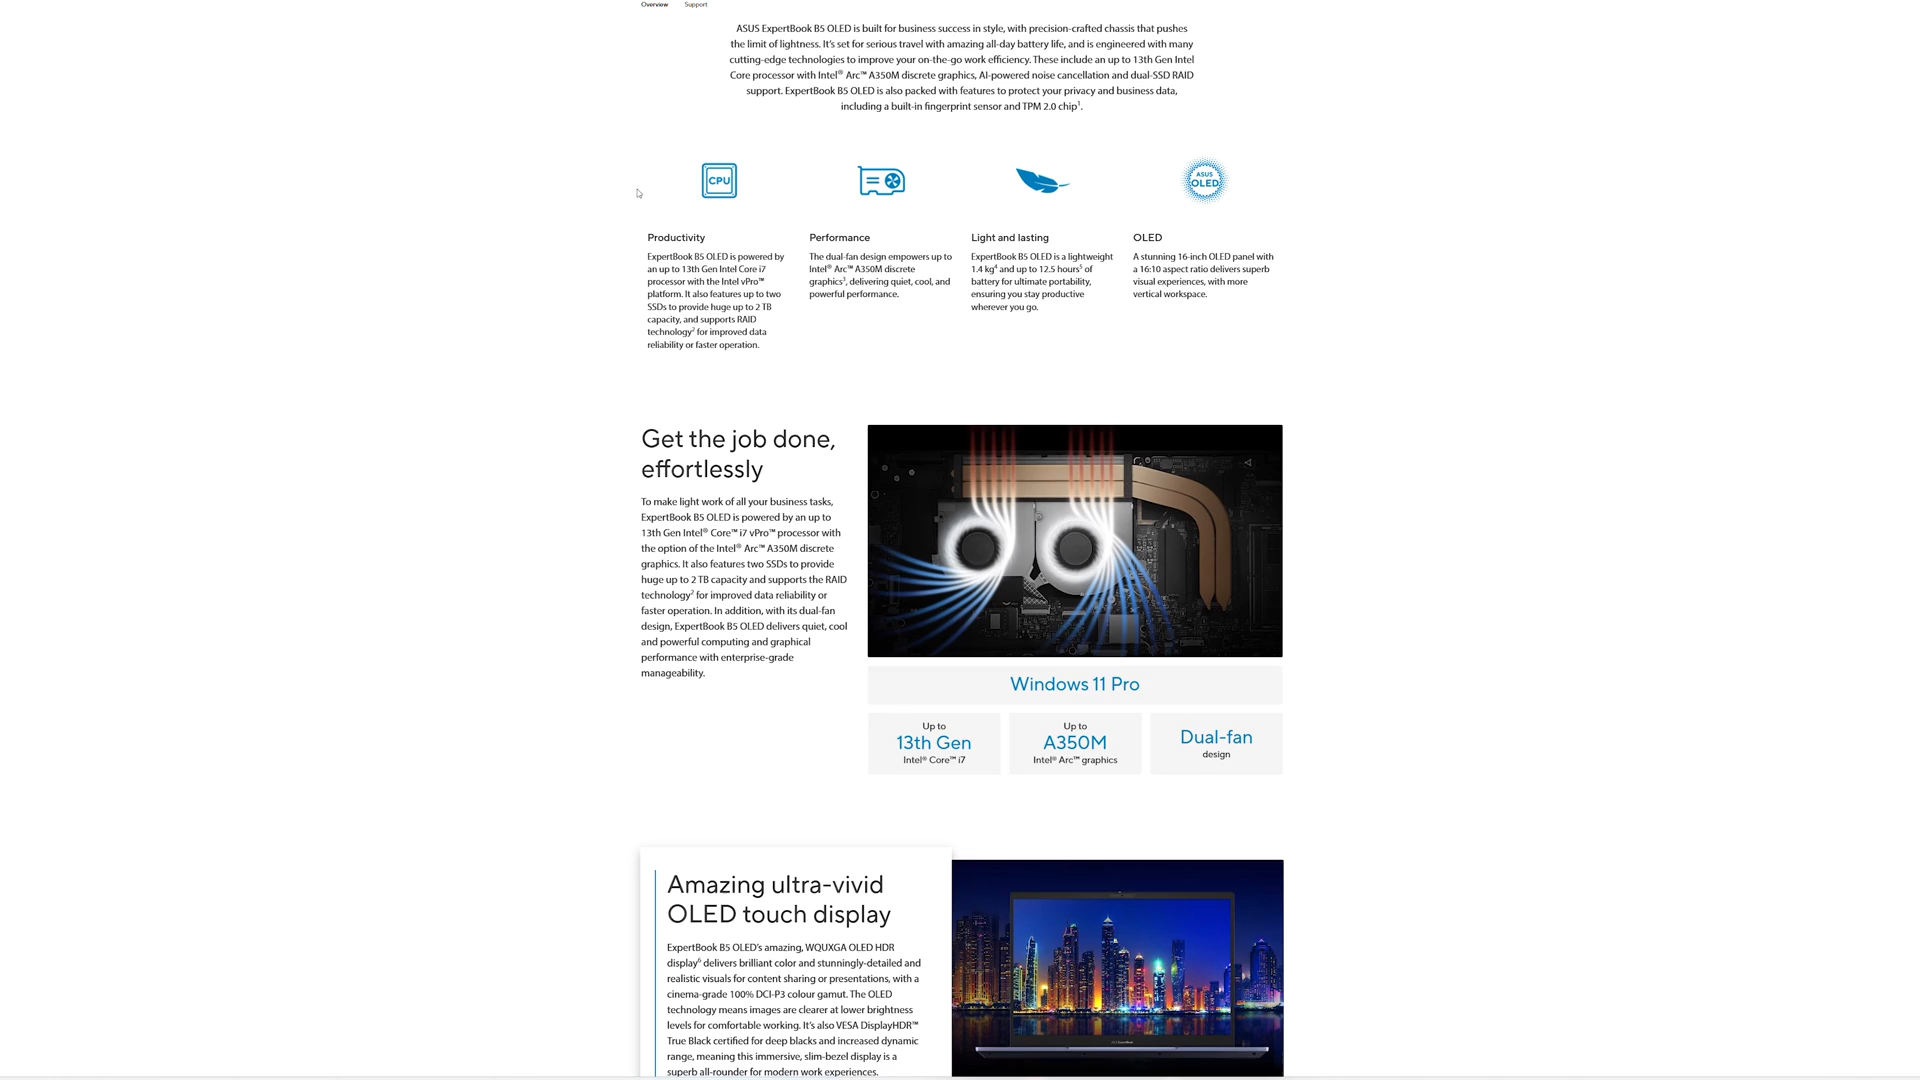 Overview Support
ASUS ExpertBook B5 OLED is built for business success in style, with precision-crafted chassis that pushes
the limit of lightness. It's set for serious travel with amazing all-day battery life, and is engineered with many
cutting-edge technologies to improve your on-the-go work efficiency. These include an up to 13th Gen Intel
Core processor with Intel® Arc™ A350M discrete graphics, AI-powered noise cancellation and dual-SSD RAID
support. ExpertBook B5 OLED is also packed with features to protect your privacy and business data,
including a built-in fingerprint sensor and TPM 2.0 chip¹.
CPU
ASUS
OLED
Productivity
ExpertBook B5 OLED is powered by
an up to 13th Gen Intel Core i7
processor with the Intel vPro™
platform. It also features up to two
SSDs to provide huge up to 2 TB
capacity, and supports RAID
technology² for improved data
reliability or faster operation.
Performance
The dual-fan design empowers up to
Intel® Arc™ A350M discrete
graphics³, delivering quiet, cool, and
powerful performance.
Light and lasting
ExpertBook B5 OLED is a lightweight
1.4 kg⁴ and up to 12.5 hours⁵ of
battery for ultimate portability,
ensuring you stay productive
wherever you go.
OLED
A stunning 16-inch OLED panel with
a 16:10 aspect ratio delivers superb
visual experiences, with more
vertical workspace.
Get the job done,
effortlessly
To make light work of all your business tasks,
ExpertBook B5 OLED is powered by an up to
13th Gen Intel® Core™ i7 vPro™ processor with
the option of the Intel® Arc™ A350M discrete
graphics. It also features two SSDs to provide
huge up to 2 TB capacity and supports the RAID
technology² for improved data reliability or
faster operation. In addition, with its dual-fan
design, ExpertBook B5 OLED delivers quiet, cool
and powerful computing and graphical
performance with enterprise-grade
manageability.
Windows 11 Pro
Up to
13th Gen
Intel® Core™ i7
Up to
A350M
Intel® Arc™ graphics
Dual-fan
design
Amazing ultra-vivid
OLED touch display
ExpertBook B5 OLED's amazing, WQUXGA OLED HDR
display⁶ delivers brilliant color and stunningly-detailed and
realistic visuals for content sharing or presentations, with a
cinema-grade 100% DCI-P3 colour gamut. The OLED
technology means images are clearer at lower brightness
levels for comfortable working. It's also VESA DisplayHDR™
True Black certified for deep blacks and increased dynamic
range, meaning this immersive, slim-bezel display is a
superb all-rounder for modern work experiences.